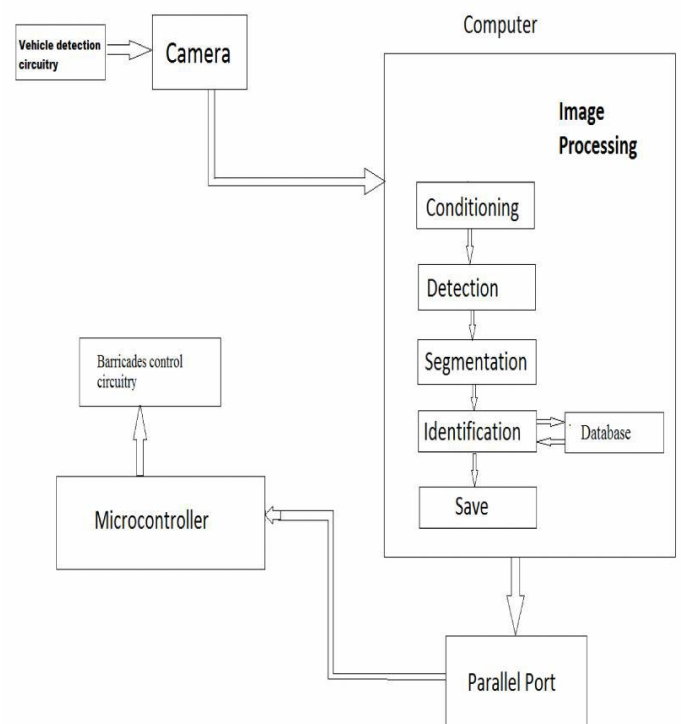 Computer
Vehicle detection
circuitry
Camera
Image
Processing
Conditioning
Detection
Segmentation
Identification
Database
Save
Barricades control
circuitry
Microcontroller
Parallel Port